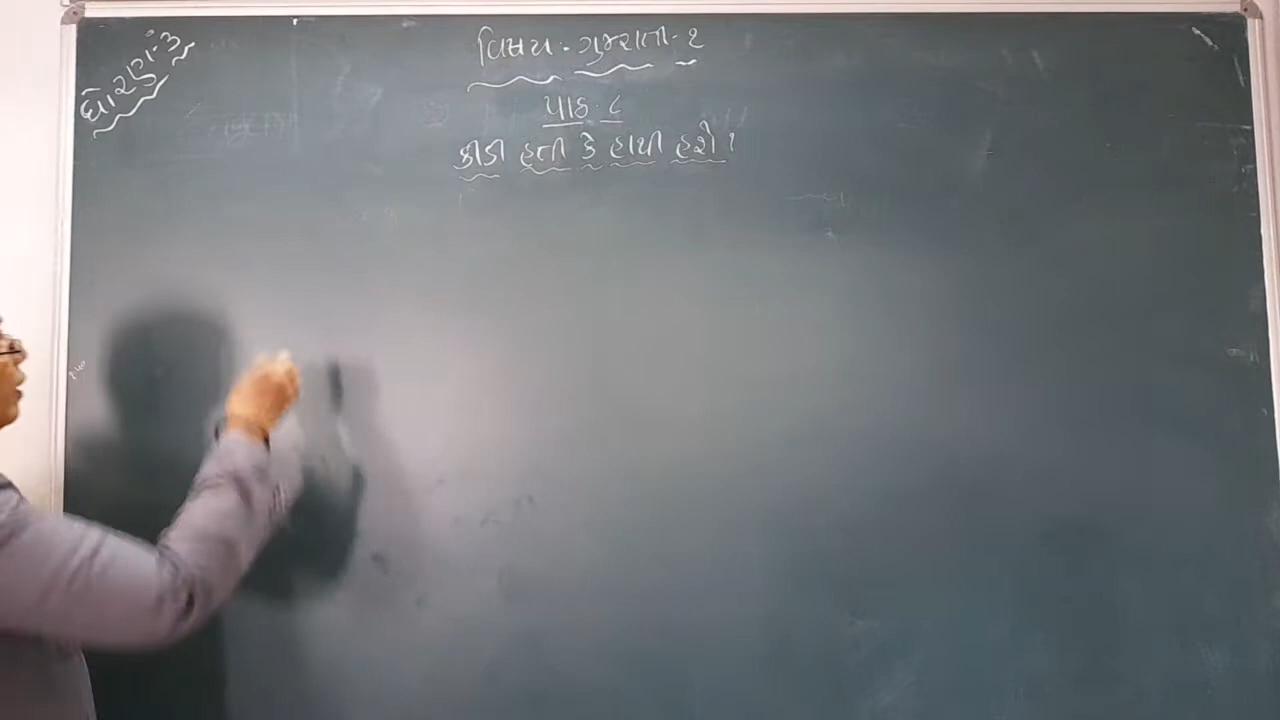 ધોરણ:૩
વિષય - ગુજરાતી - ૨
પાઠ. ૮
કીડી હતી કે હાથી હશે ?